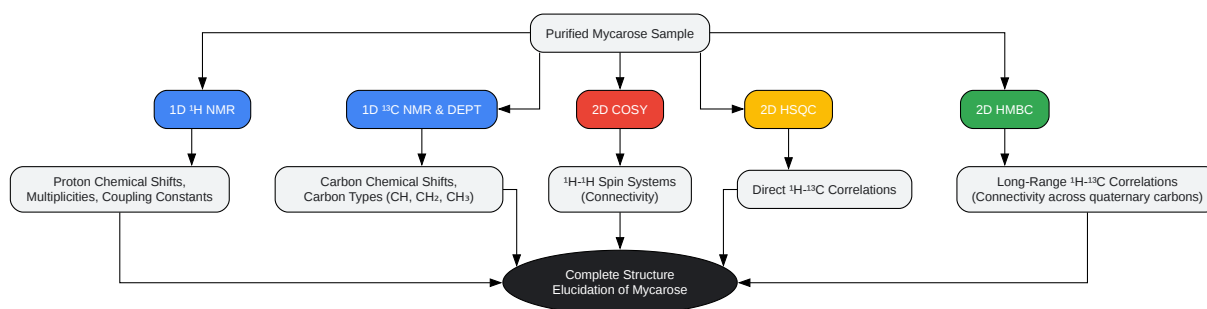 Purified Mycarose Sample
1D ¹H NMR
1D ¹³C NMR & DEPT
2D COSY
2D HSQC
2D HMBC
Proton Chemical Shifts,
Multiplicities, Coupling Constants
Carbon Chemical Shifts,
Carbon Types (CH, CH₂, CH₃)
¹H-¹H Spin Systems
(Connectivity)
Direct ¹H-¹³C Correlations
Long-Range ¹H-¹³C Correlations
(Connectivity across quaternary carbons)
Complete Structure
Elucidation of Mycarose